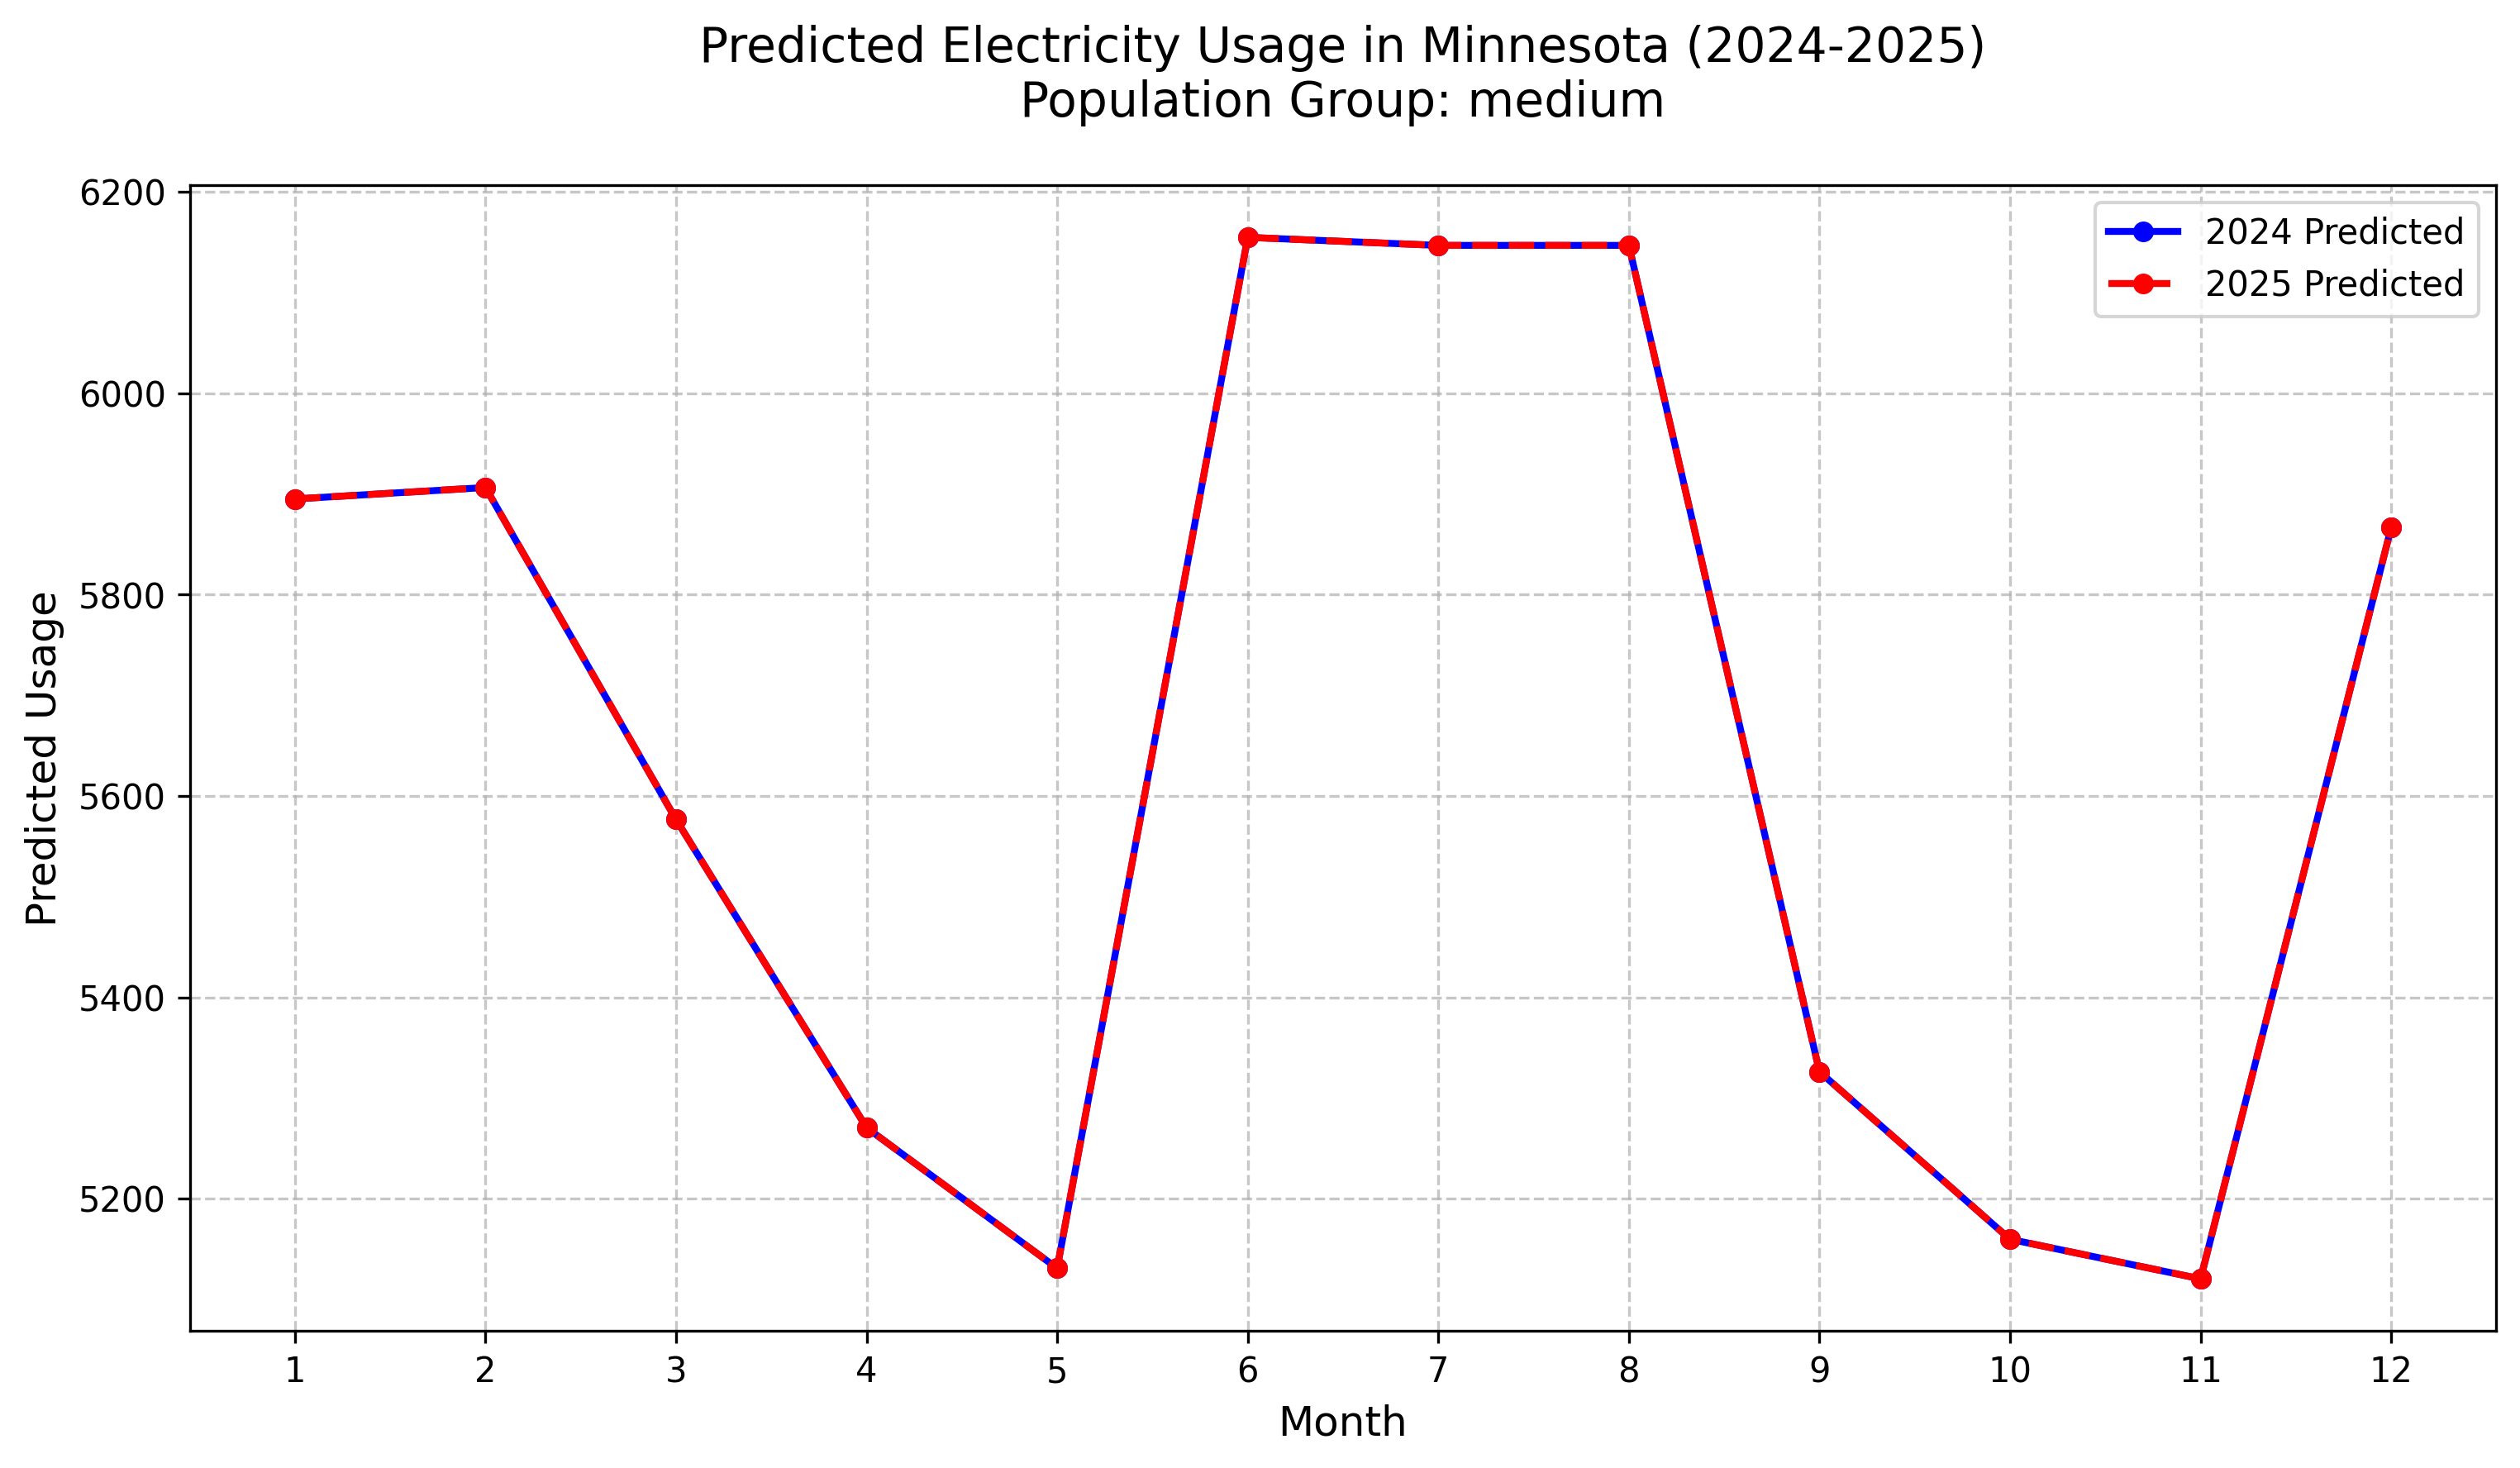 Predicted Electricity Usage in Minnesota (2024-2025)
Population Group: medium
6200
6000
5800
5600
5400
5200
Predicted Usage
2024 Predicted
2025 Predicted
1 2 3 4 5 6 7 8 9 10 11 12
Month